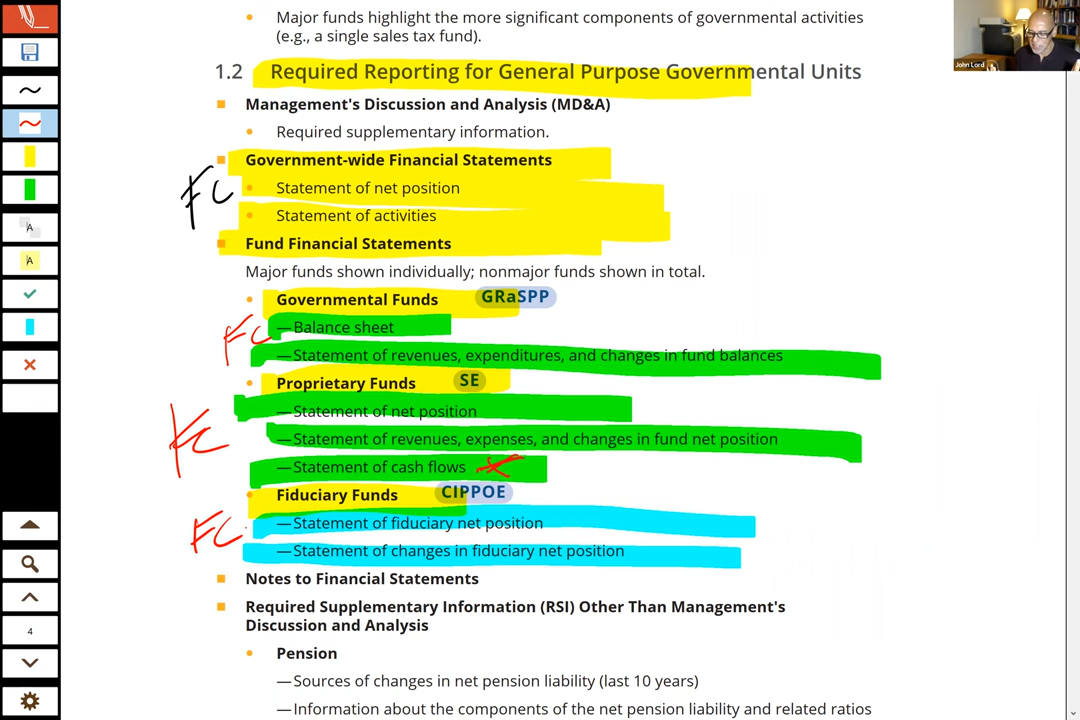 Major funds highlight the more significant components of governmental activities
(e.g., a single sales tax fund).
John Lord
1.2 Required Reporting for General Purpose Governmental Units
Management's Discussion and Analysis (MD&A)
Required supplementary information.
Government-wide Financial Statements
FC
Statement of net position
Statement of activities
Fund Financial Statements
Major funds shown individually; nonmajor funds shown in total.
Governmental Funds GRaSPP
FC
—Balance sheet
—Statement of revenues, expenditures, and changes in fund balances
Proprietary Funds SE
—Statement of net position
FC
—Statement of revenues, expenses, and changes in fund net position
—Statement of cash flows
Fiduciary Funds CIPPOE
FC
—Statement of fiduciary net position
—Statement of changes in fiduciary net position
Notes to Financial Statements
Required Supplementary Information (RSI) Other Than Management's
Discussion and Analysis
Pension
—Sources of changes in net pension liability (last 10 years)
—Information about the components of the net pension liability and related ratios
A
A
4